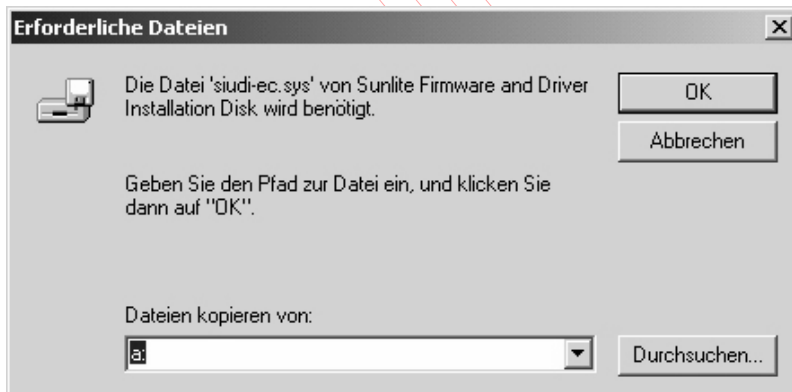 Erforderliche Dateien
Die Datei 'siudi-ec.sys' von Sunlite Firmware and Driver
Installation Disk wird benötigt.
OK
Abbrechen
Geben Sie den Pfad zur Datei ein, und klicken Sie
dann auf "OK".
Dateien kopieren von:
a:
Durchsuchen...